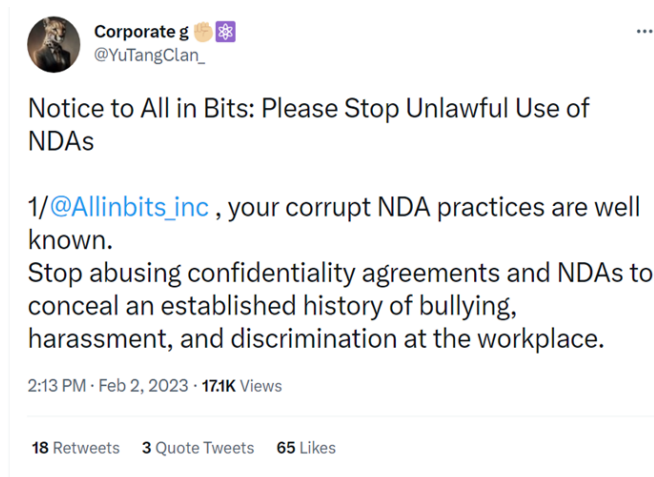 Corporate g ✊🏼⚛️
@YuTangClan_
Notice to All in Bits: Please Stop Unlawful Use of
NDAs
1/@Allinbits_inc , your corrupt NDA practices are well
known.
Stop abusing confidentiality agreements and NDAs to
conceal an established history of bullying,
harassment, and discrimination at the workplace.
2:13 PM · Feb 2, 2023 · 17.1K Views
18 Retweets 3 Quote Tweets 65 Likes